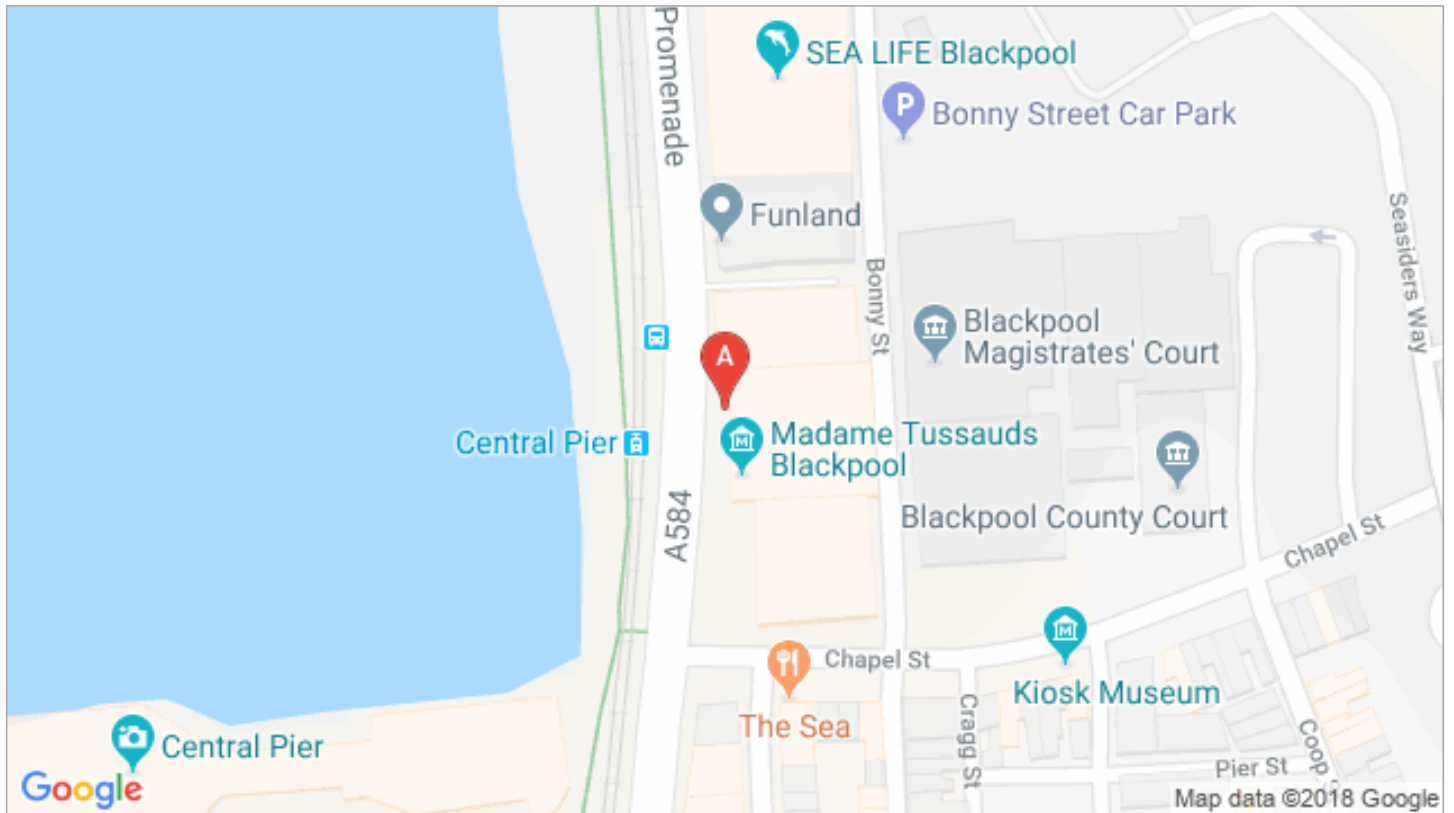 Promenade
SEA LIFE Blackpool
P
Bonny Street Car Park
Funland
Seasiders Way
Bonny St
Blackpool
Magistrates' Court
A
Central Pier
M
Madame Tussauds
Blackpool
A584
Blackpool County Court
Chapel St
M
Chapel St
Kiosk Museum
The Sea
Cragg St
Central Pier
Coop S
Pier St
Google
Map data ©2018 Google